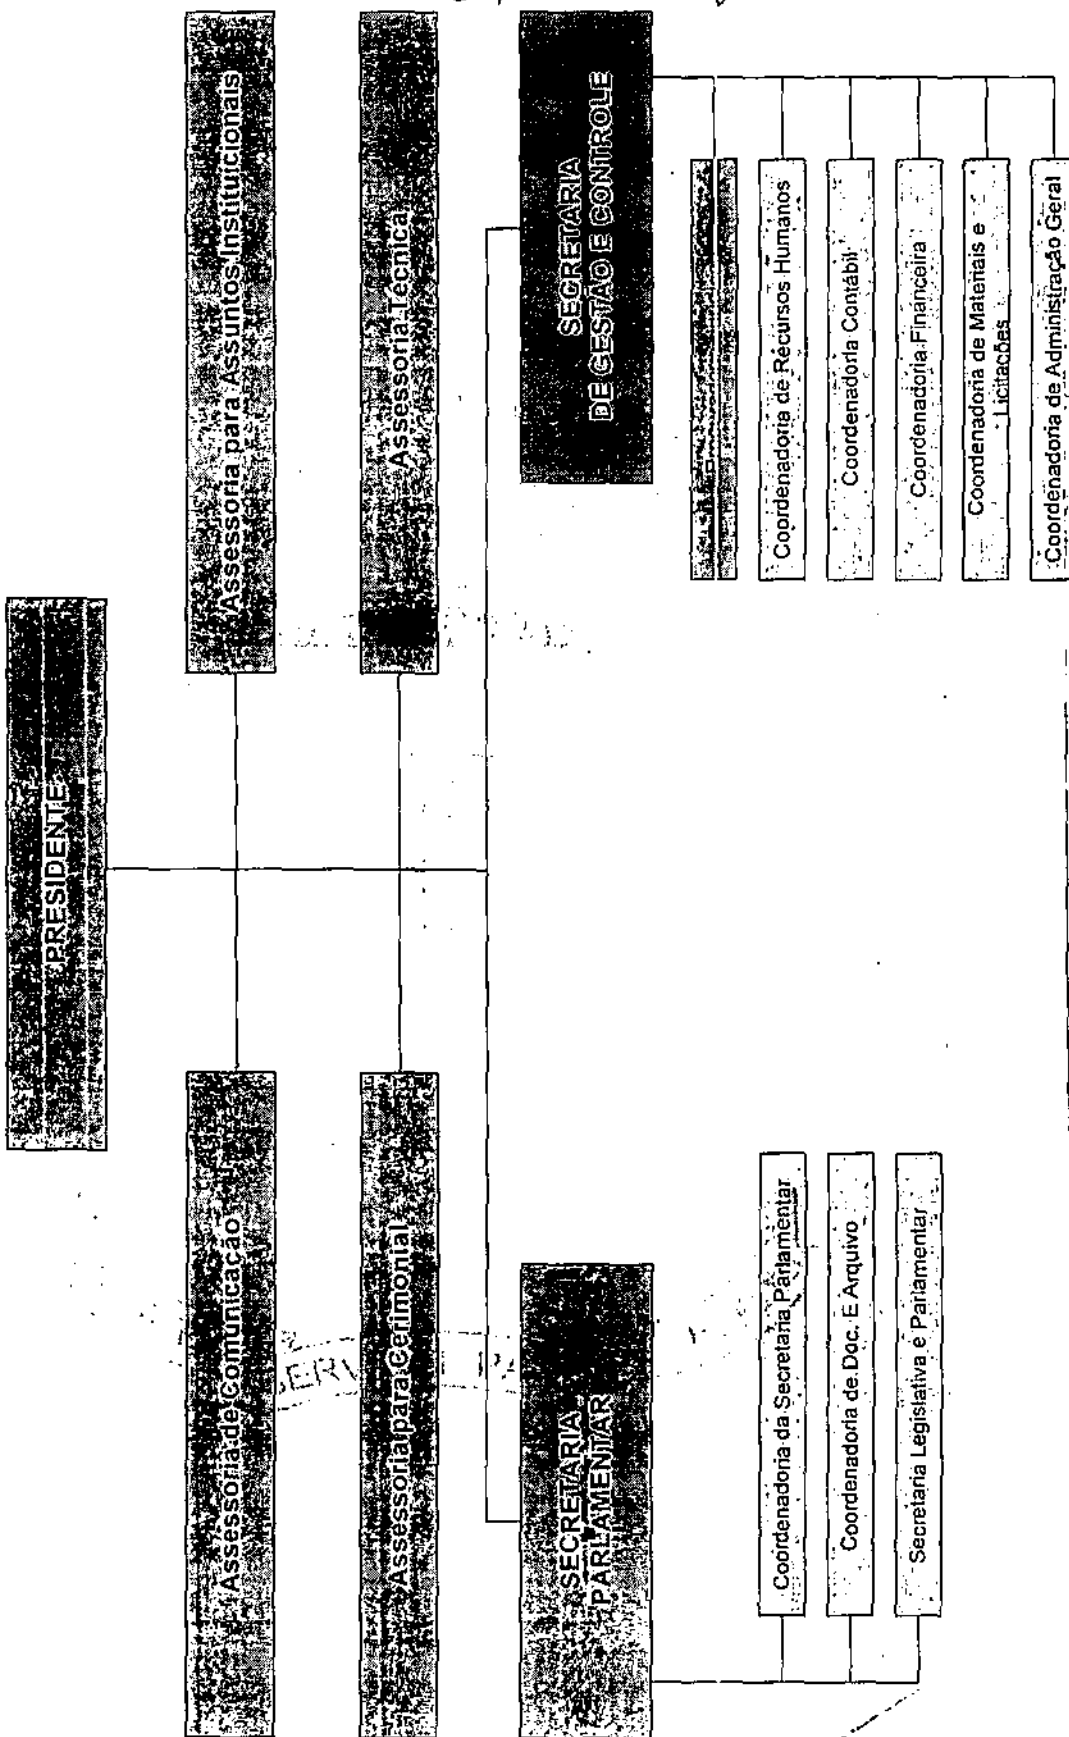 PRESIDENTE
Assessoria de Comunicação
Assessoria para Assuntos Instituicionais
Assessoria para Cerimonial
Assessoria Técnica
SECRETARIA
PARLAMENTAR
SECRETARIA
DE GESTÃO E CONTROLE
Coordenadoria da Secretaria Parlamentar
Coordenadoria de Doc. E Arquivo
Secretaria Legislativa e Parlamentar
Coordenadoria de Recursos Humanos
Coordenadoria Contábil
Coordenadoria Financeira
Coordenadoria de Materiais e
Licitações
Coordenadoria de Administração Geral